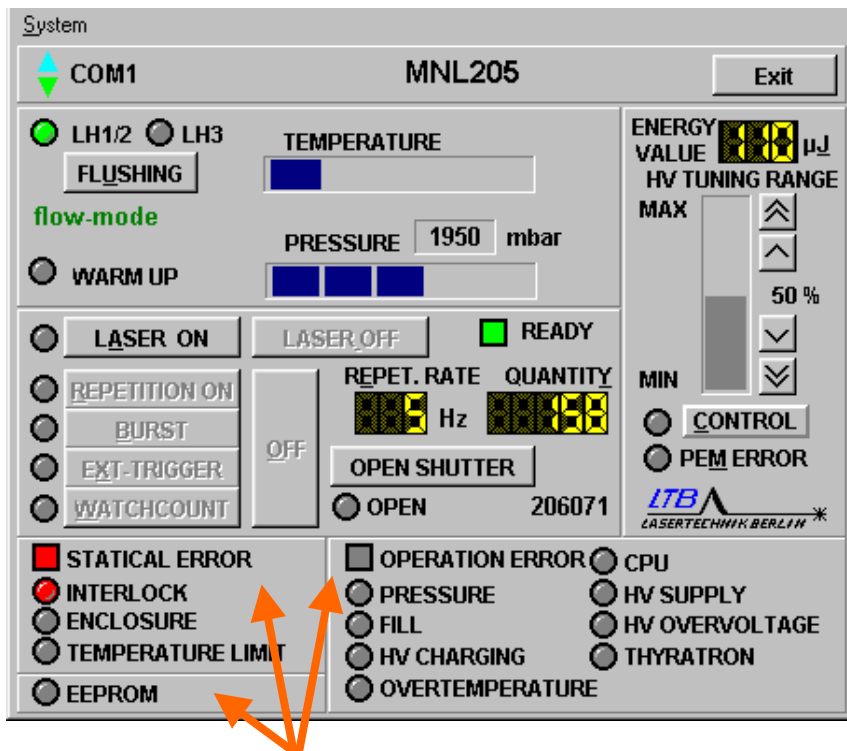 System
COM1 MNL205 Exit
LH1/2 LH3 TEMPERATURE
FLUSHING
flow-mode
PRESSURE 1950 mbar
WARM UP
ENERGY VALUE 110 µJ
HV TUNING RANGE
MAX
50 %
MIN
CONTROL
PEM ERROR
LTB
LASERTECHNIK BERLIN
LASER ON LASER OFF READY
REPETITION ON
BURST
EXT-TRIGGER
WATCHCOUNT
OFF
REPET. RATE QUANTITY
5 Hz 150
OPEN SHUTTER
OPEN 206071
STATICAL ERROR
INTERLOCK
ENCLOSURE
TEMPERATURE LIMIT
EEPROM
OPERATION ERROR CPU
PRESSURE HV SUPPLY
FILL HV OVERVOLTAGE
HV CHARGING THYRATRON
OVERTEMPERATURE